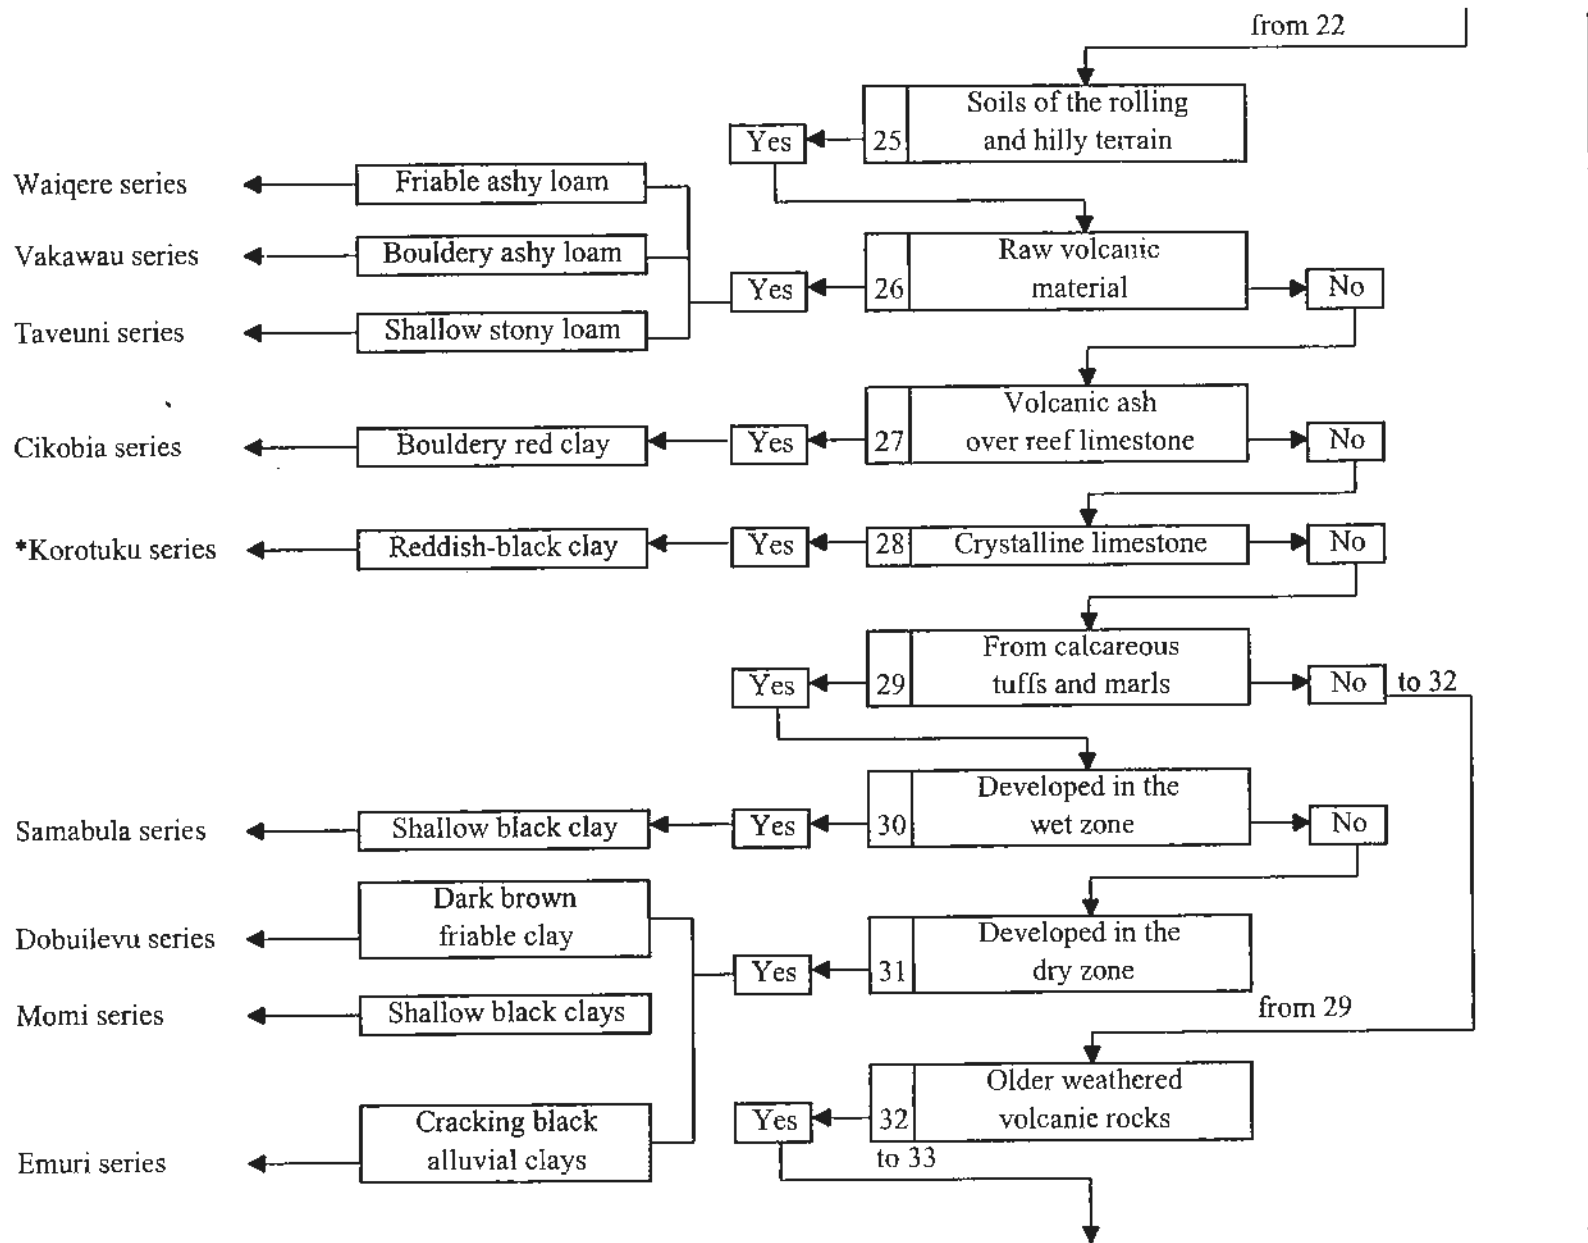 from 22
25
Soils of the rolling
and hilly terrain
Yes
Waiqere series
Friable ashy loam
Vakawau series
Bouldery ashy loam
Taveuni series
Shallow stony loam
Yes
26
Raw volcanic
material
No
Cikobia series
Bouldery red clay
Yes
27
Volcanic ash
over reef limestone
No
*Korotuku series
Reddish-black clay
Yes
28
Crystalline limestone
No
Yes
29
From calcareous
tuffs and marls
No
to 32
Samabula series
Shallow black clay
Yes
30
Developed in the
wet zone
No
Dobuilevu series
Dark brown
friable clay
Momi series
Shallow black clays
Emuri series
Cracking black
alluvial clays
Yes
31
Developed in the
dry zone
from 29
Yes
32
Older weathered
volcanic rocks
to 33